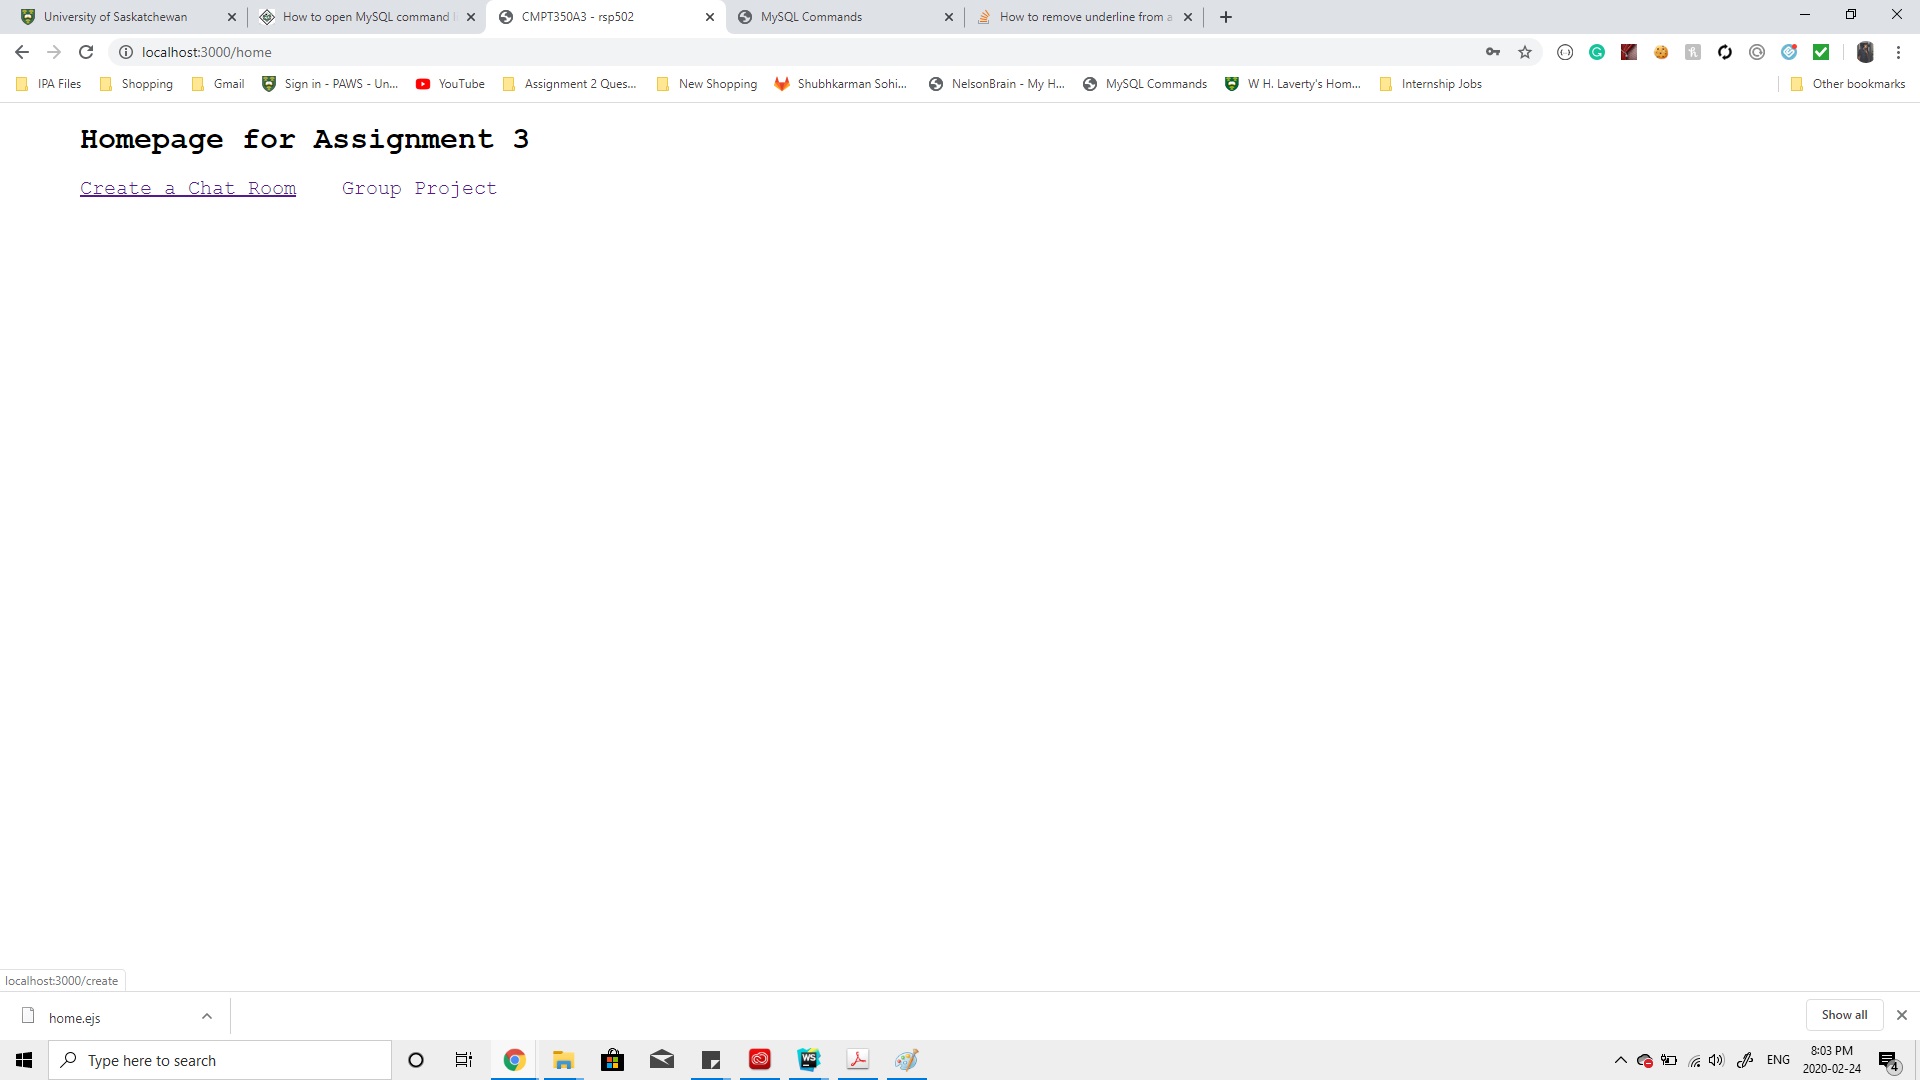 University of Saskatchewan
How to open MySQL command
CMPT350A3 - rsp502
MySQL Commands
How to remove underline from a
localhost:3000/home
IPA Files
Shopping
Gmail
Sign in - PAWS - Un...
YouTube
Assignment 2 Ques...
New Shopping
Shubhkarman Sohi...
NelsonBrain - My H...
MySQL Commands
W H. Laverty's Hom...
Internship Jobs
Other bookmarks
Homepage for Assignment 3
Create a Chat Room
Group Project
localhost:3000/create
home.ejs
Show all
Type here to search
WS
ENG
8:03 PM
2020-02-24
4